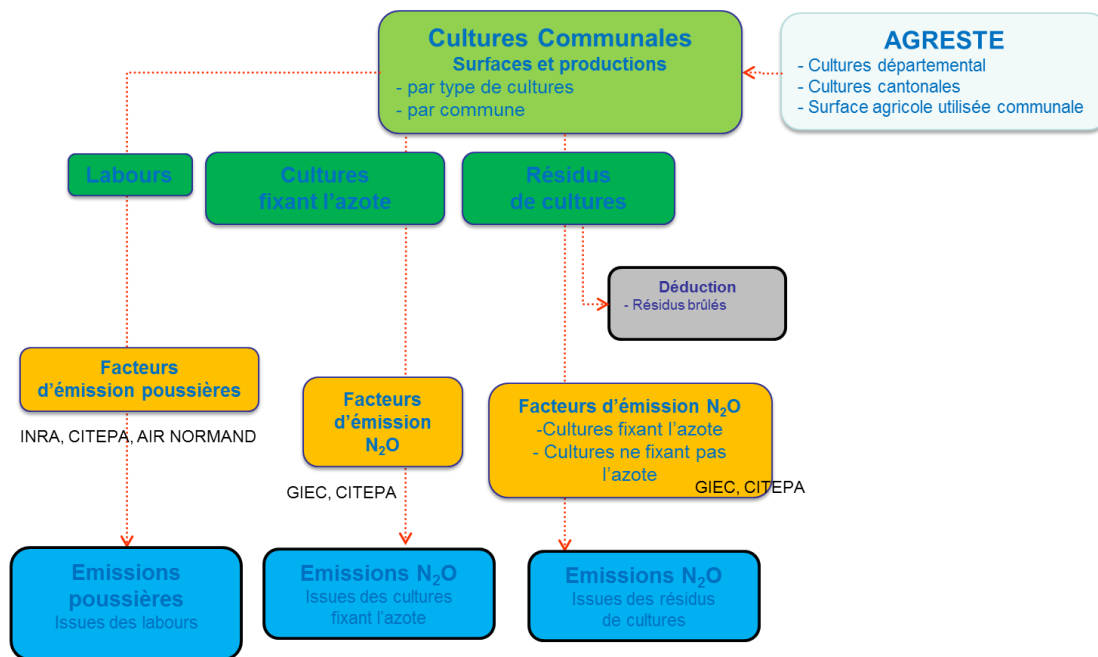 Cultures Communales
Surfaces et productions
- par type de cultures
- par commune
AGRESTE
- Cultures départemental
- Cultures cantonales
- Surface agricole utilisée communale
Labours
Cultures
fixant l’azote
Résidus
de cultures
Déduction
- Résidus brûlés
Facteurs
d’émission poussières
INRA, CITEPA, AIR NORMAND
Facteurs
d’émission
N₂O
GIEC, CITEPA
Facteurs d’émission N₂O
-Cultures fixant l’azote
- Cultures ne fixant pas
l’azote
GIEC, CITEPA
Emissions
poussières
Issues des labours
Emissions N₂O
Issues des cultures
fixant l’azote
Emissions N₂O
Issues des résidus
de cultures